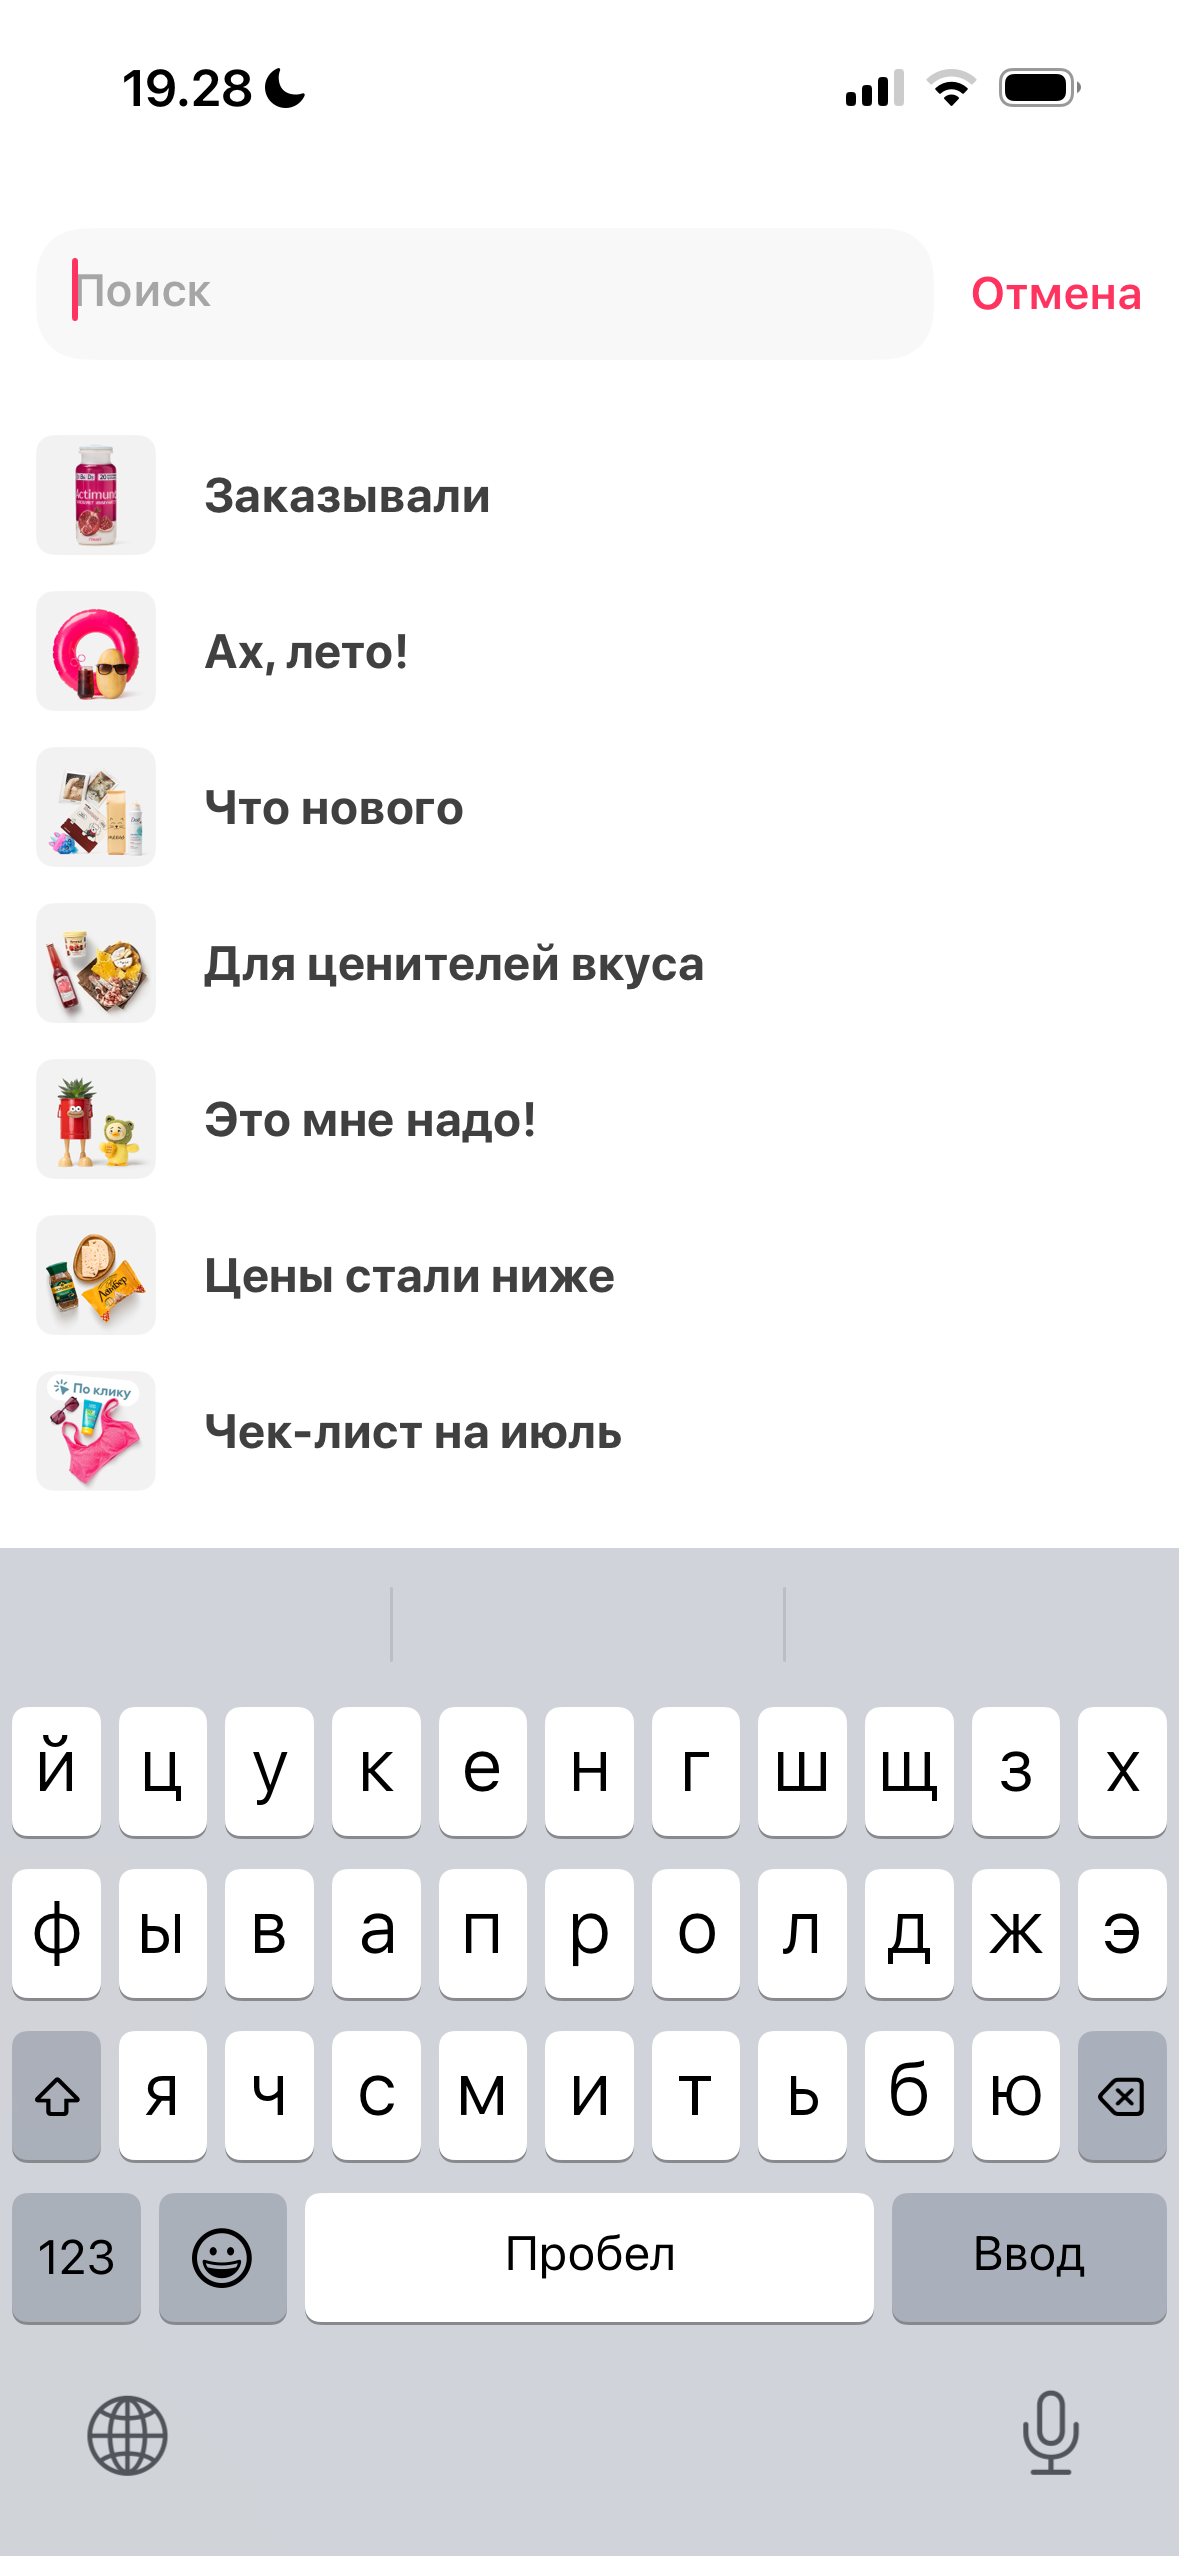 19.28
Поиск
Отмена
Actimuno
Заказывали
Ах, лето!
Что нового
Для ценителей вкуса
Это мне надо!
Ламбер
Цены стали ниже
По клику
Чек-лист на июль
й ц у к е н г ш щ з х
ф ы в а п р о л д ж э
я ч с м и т ь б ю
123 Пробел Ввод